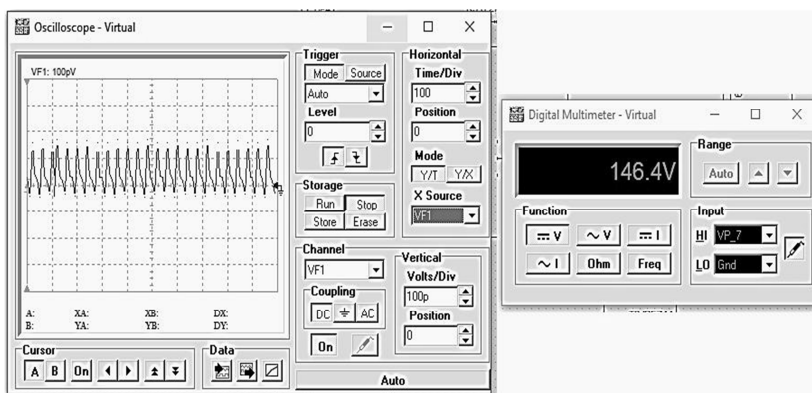 Oscilloscope - Virtual
VF1: 100pV
A: XA: XB: DX:
B: YA: YB: DY:
Cursor
A B On
Data
Trigger
Mode Source
Auto
Level
0
Storage
Run Stop
Store Erase
Channel
VF1
Coupling
DC AC
On
Horizontal
Time/Div
100
Position
0
Mode
Y/T Y/X
X Source
VF1
Vertical
Volts/Div
100p
Position
0
Auto
Digital Multimeter - Virtual
146.4V
Range
Auto
Function
V V I
I Ohm Freq
Input
HI VP_7
LO Gnd